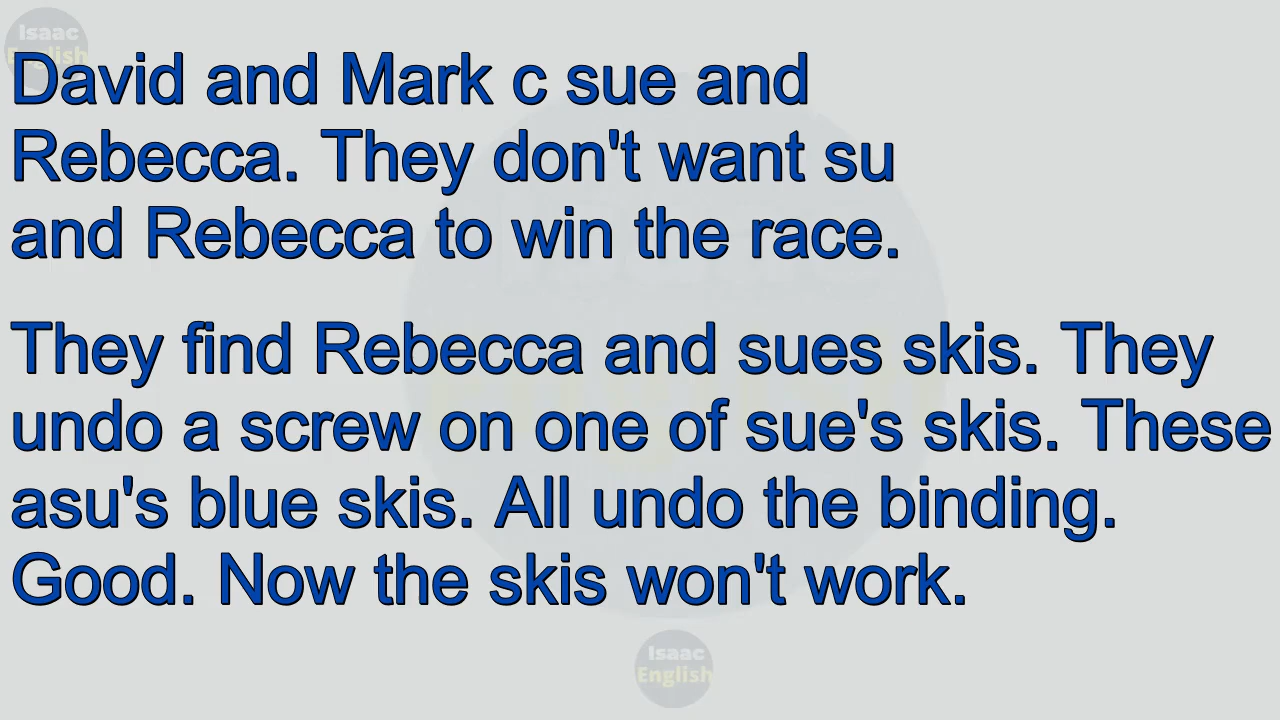 Isaac
English
David and Mark c sue and
Rebecca. They don't want su
and Rebecca to win the race.
They find Rebecca and sues skis. They
undo a screw on one of sue's skis. These
asu's blue skis. All undo the binding.
Good. Now the skis won't work.
Isaac
English